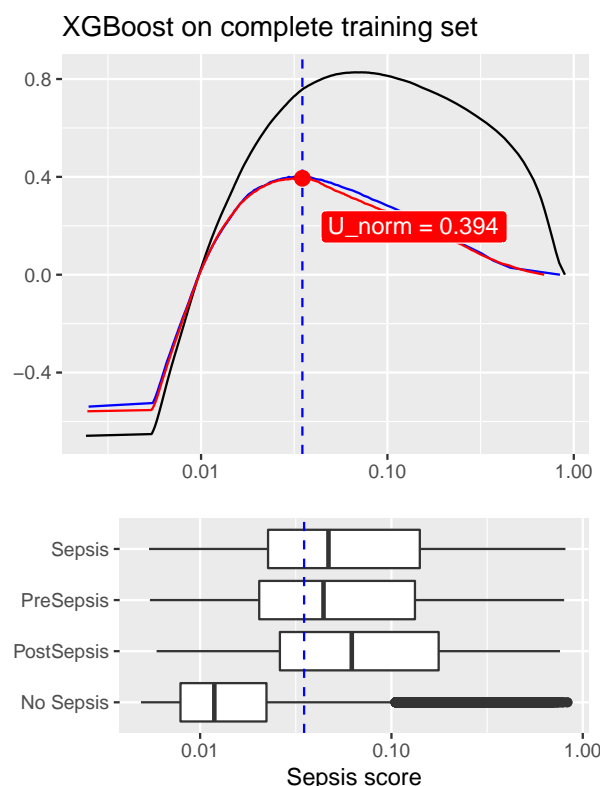 XGBoost on complete training set
0.8
0.4
U_norm = 0.394
0.0
−0.4
0.01 0.10 1.00
Sepsis
PreSepsis
PostSepsis
No Sepsis
0.01 0.10 1.00
Sepsis score